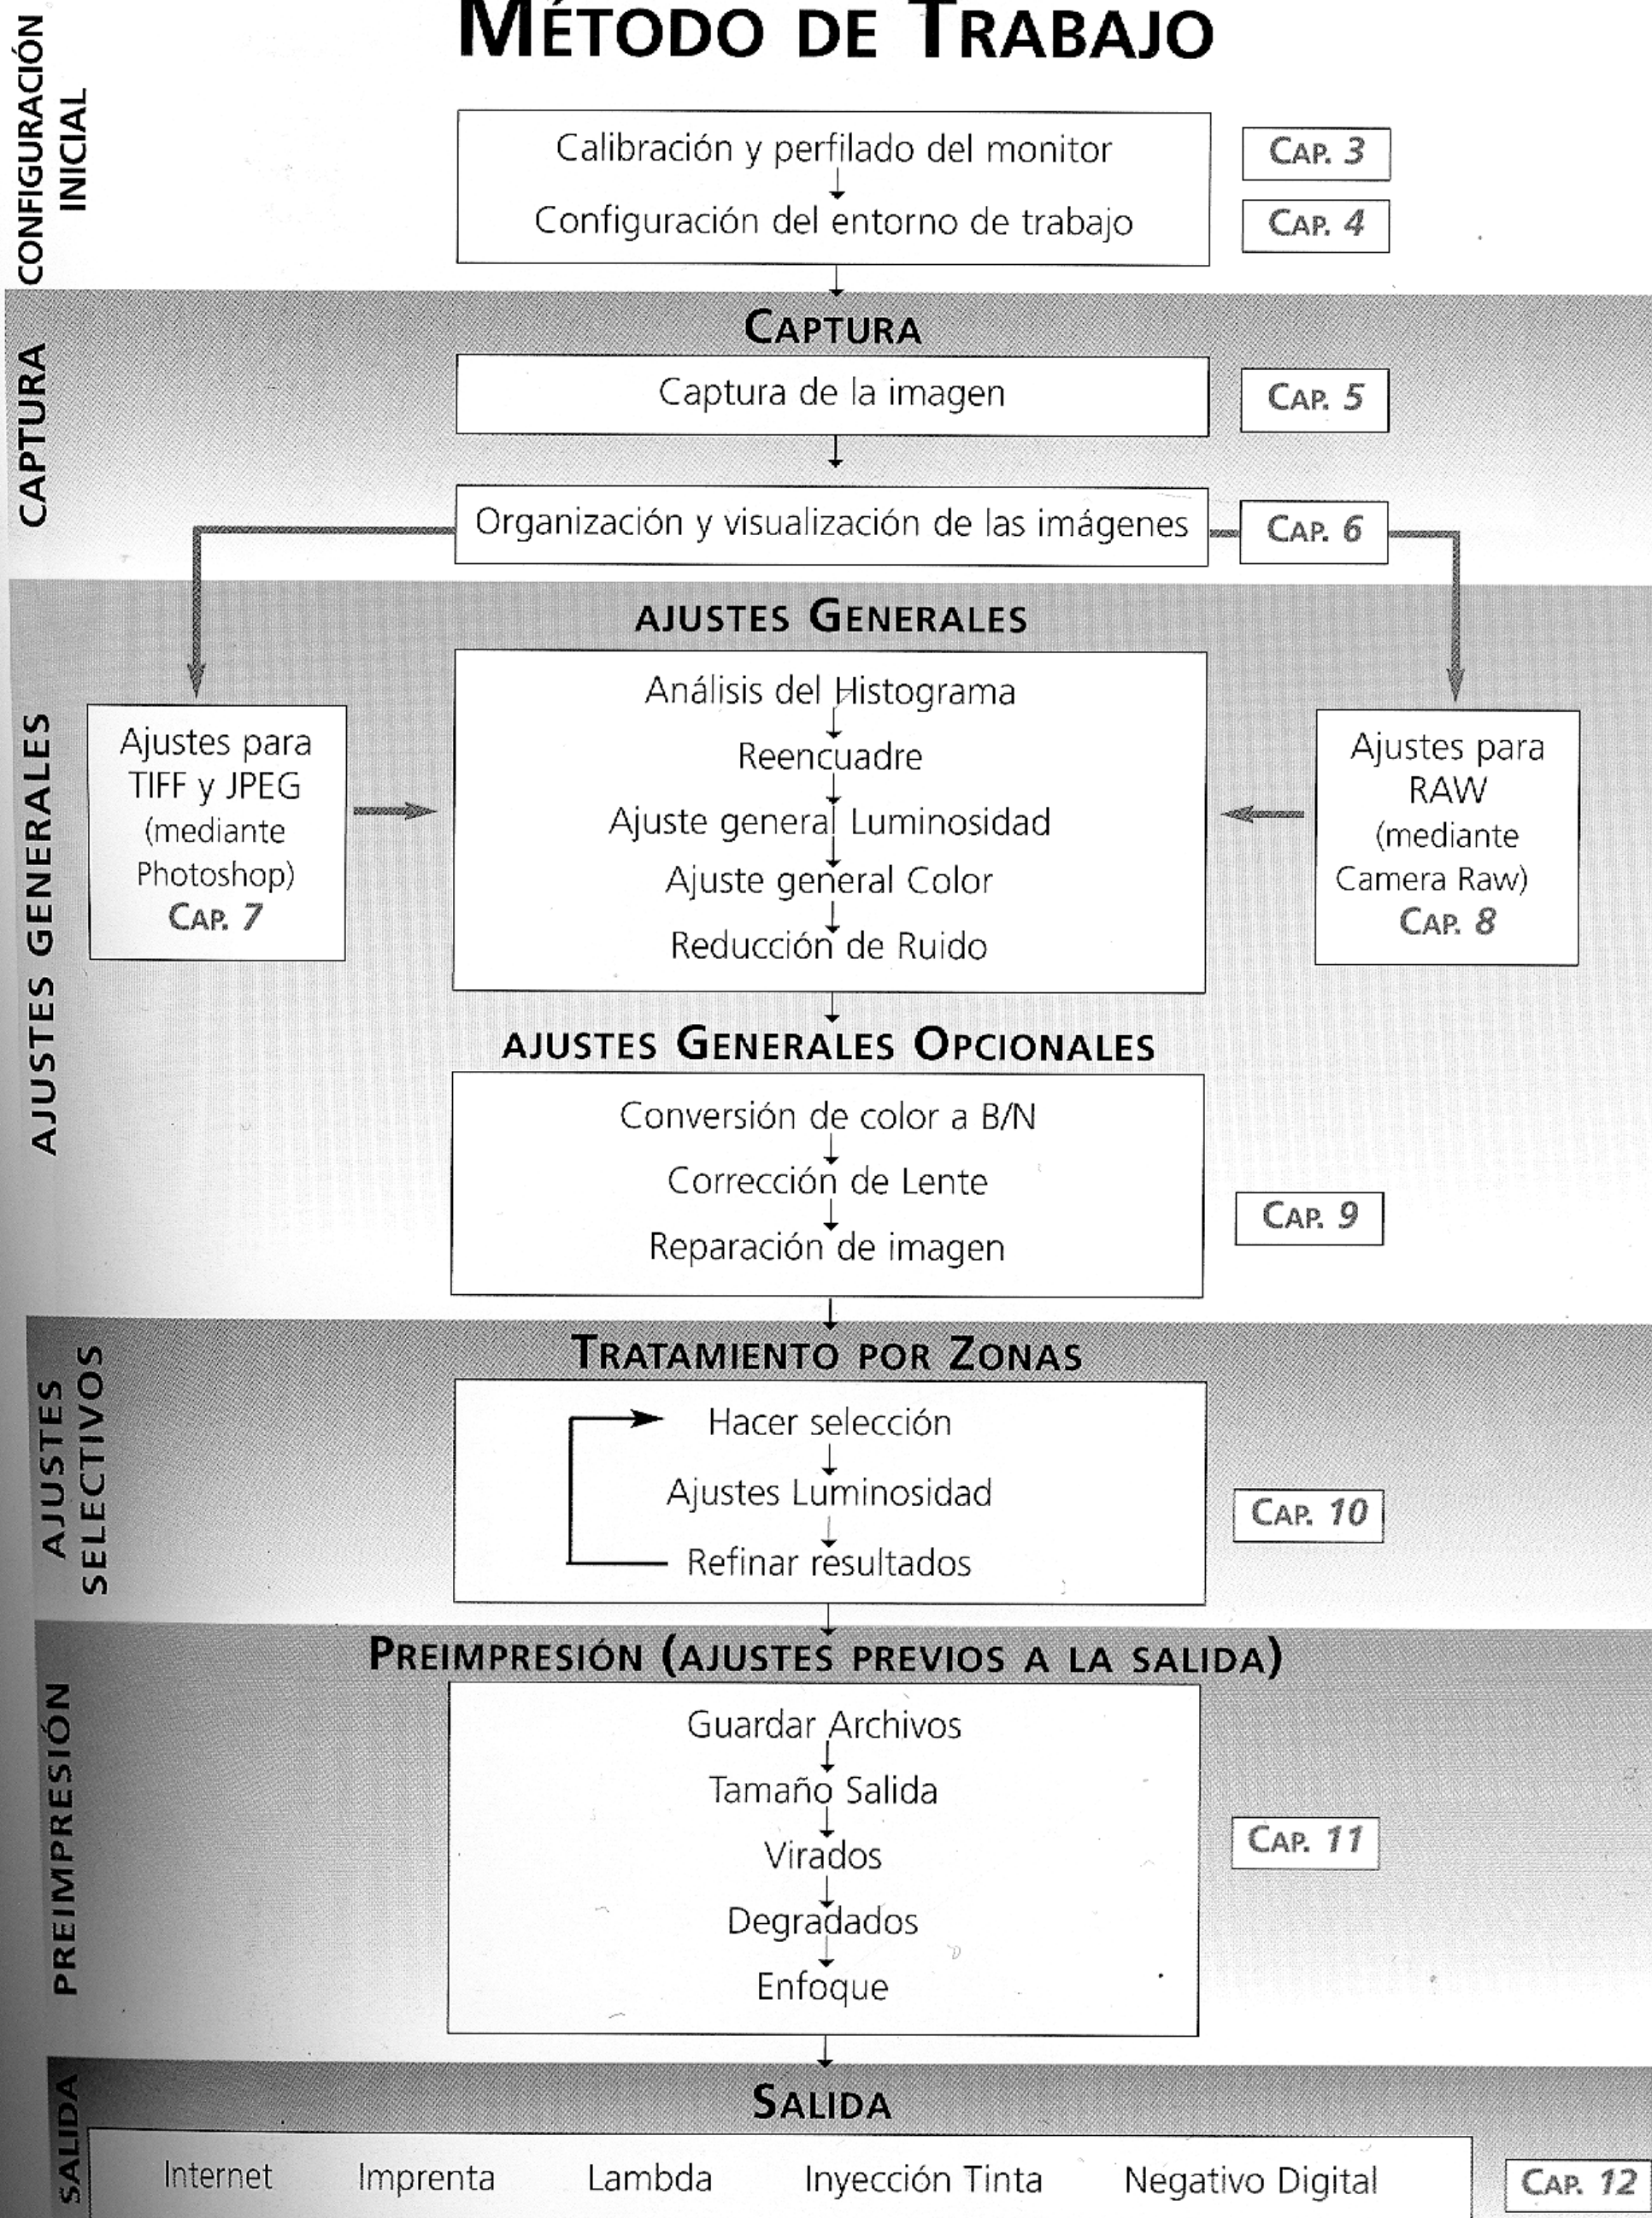 MÉTODO DE TRABAJO
CONFIGURACIÓN
INICIAL
Calibración y perfilado del monitor
CAP. 3
Configuración del entorno de trabajo
CAP. 4
CAPTURA
CAPTURA
Captura de la imagen
CAP. 5
Organización y visualización de las imágenes
CAP. 6
AJUSTES GENERALES
AJUSTES GENERALES
Ajustes para
TIFF y JPEG
(mediante
Photoshop)
CAP. 7
Análisis del Histograma
Reencuadre
Ajuste general Luminosidad
Ajuste general Color
Reducción de Ruido
Ajustes para
RAW
(mediante
Camera Raw)
CAP. 8
AJUSTES GENERALES OPCIONALES
Conversión de color a B/N
Corrección de Lente
Reparación de imagen
CAP. 9
AJUSTES
SELECTIVOS
TRATAMIENTO POR ZONAS
Hacer selección
Ajustes Luminosidad
Refinar resultados
CAP. 10
PREIMPRESIÓN
PREIMPRESIÓN (AJUSTES PREVIOS A LA SALIDA)
Guardar Archivos
Tamaño Salida
Virados
Degradados
Enfoque
CAP. 11
SALIDA
SALIDA
Internet Imprenta Lambda Inyección Tinta Negativo Digital
CAP. 12